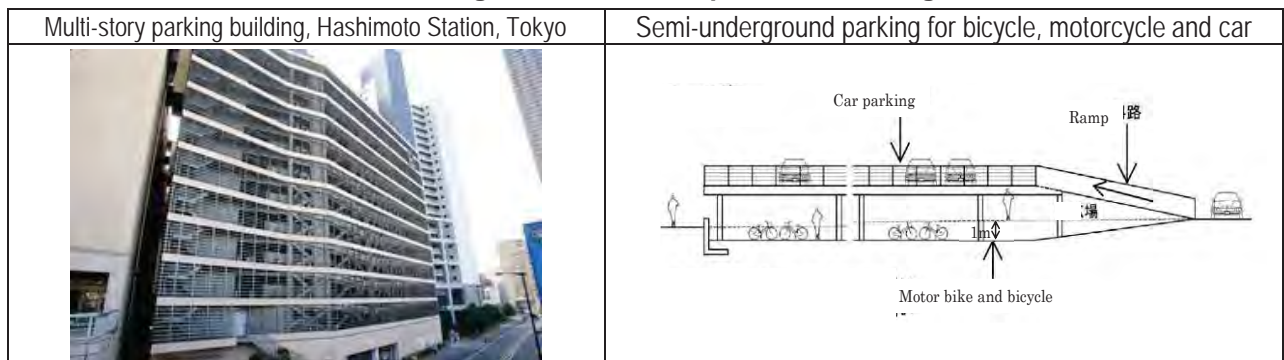 Multi-story parking building, Hashimoto Station, Tokyo
Semi-underground parking for bicycle, motorcycle and car
Car parking
Ramp
路
場
1m
Motor bike and bicycle